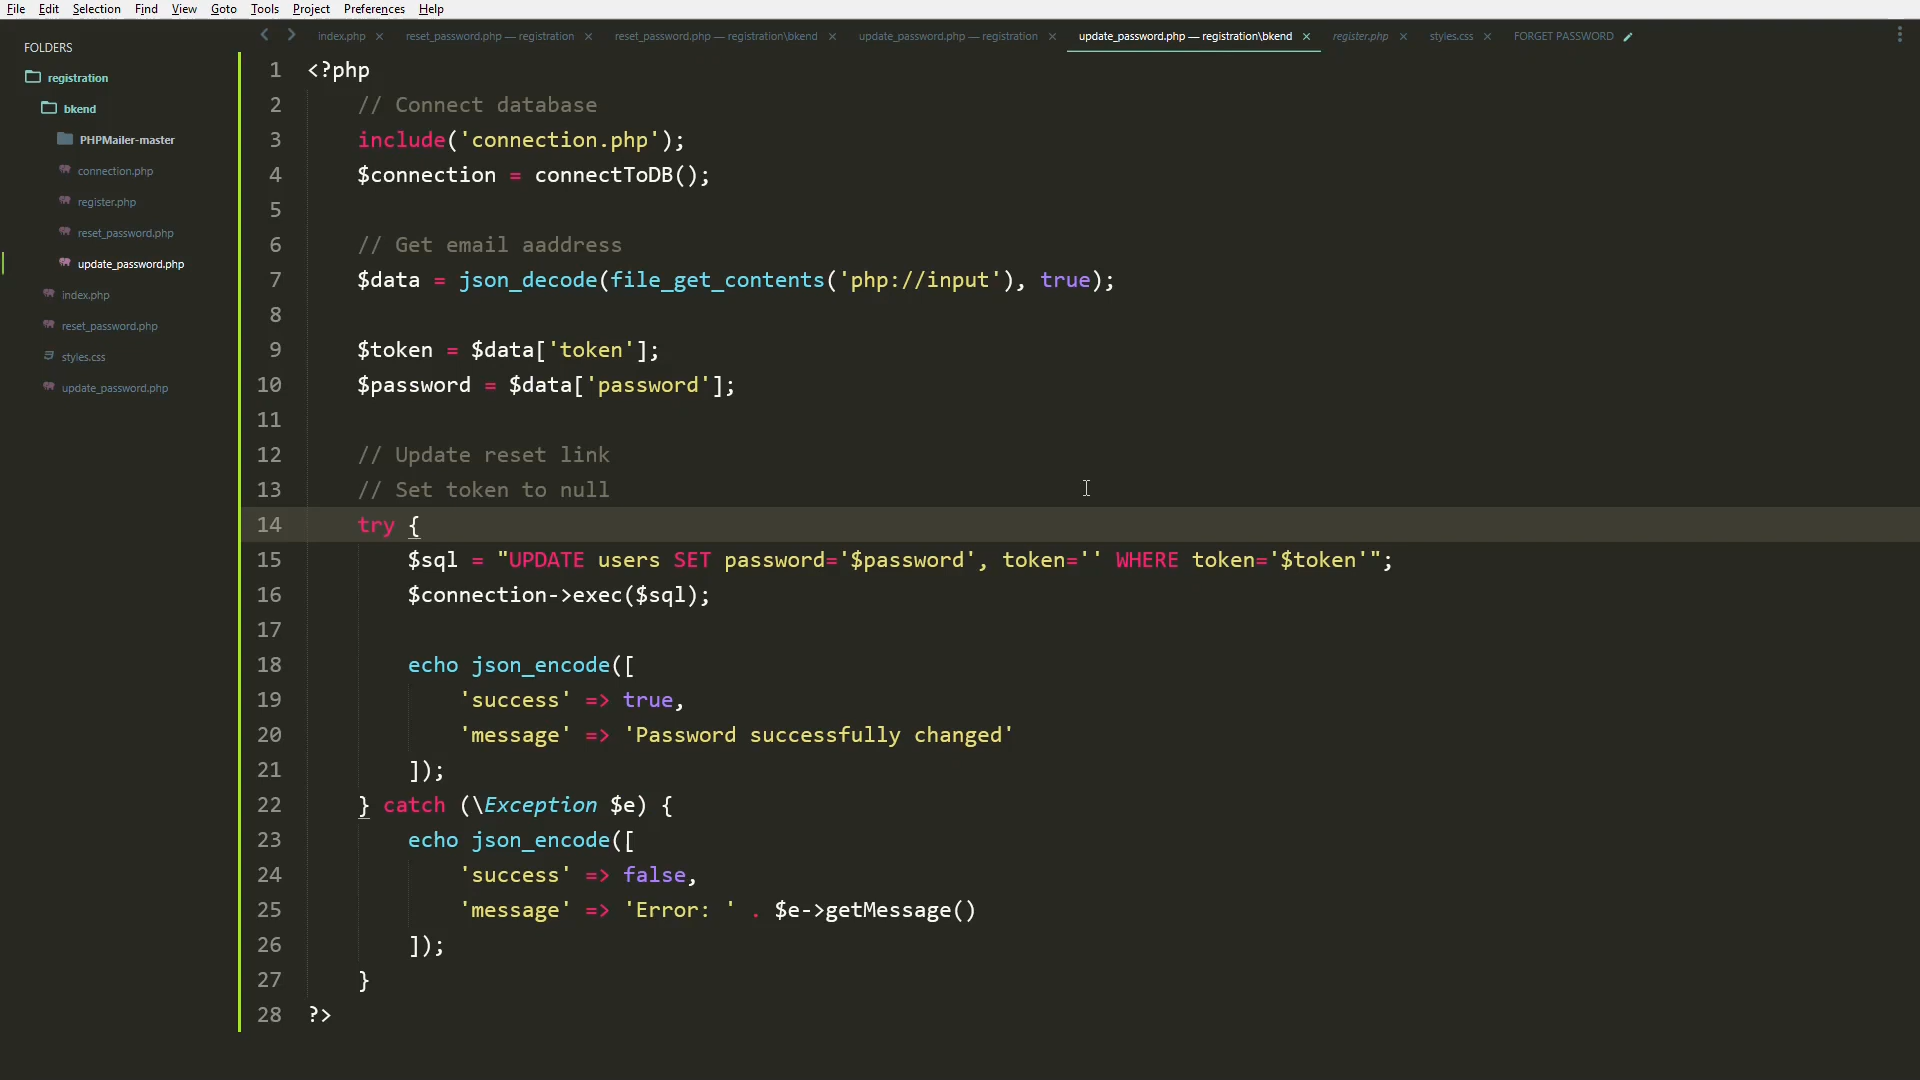 File Edit Selection Find View Goto Tools Project Preferences Help
FOLDERS
registration
bkend
PHPMailer-master
connection.php
register.php
reset_password.php
update_password.php
index.php
reset_password.php
styles.css
update_password.php
index.php × reset_password.php — registration × reset_password.php — registration\bkend × update_password.php — registration × update_password.php — registration\bkend × register.php × styles.css × FORGET PASSWORD
1 <?php
2 // Connect database
3 include('connection.php');
4 $connection = connectToDB();
5
6 // Get email aaddress
7 $data = json_decode(file_get_contents('php://input'), true);
8
9 $token = $data['token'];
10 $password = $data['password'];
11
12 // Update reset link
13 // Set token to null
14 try {
15 $sql = "UPDATE users SET password='$password', token='' WHERE token='$token'";
16 $connection->exec($sql);
17
18 echo json_encode([
19 'success' => true,
20 'message' => 'Password successfully changed'
21 ]);
22 } catch (\Exception $e) {
23 echo json_encode([
24 'success' => false,
25 'message' => 'Error: ' . $e->getMessage()
26 ]);
27 }
28 ?>